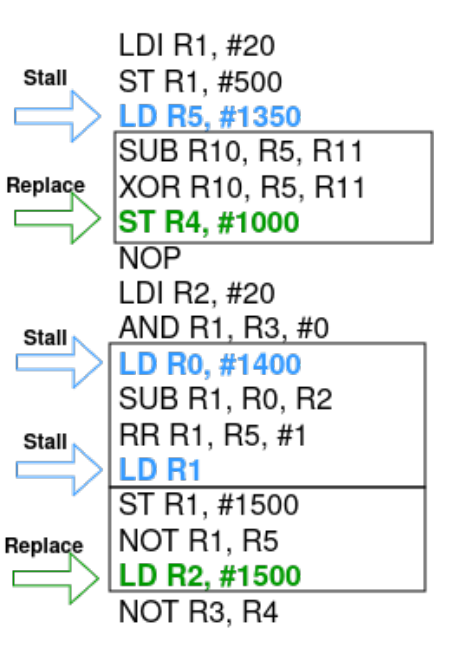 LDI R1, #20
Stall
ST R1, #500
LD R5, #1350
SUB R10, R5, R11
Replace
XOR R10, R5, R11
ST R4, #1000
NOP
LDI R2, #20
Stall
AND R1, R3, #0
LD R0, #1400
SUB R1, R0, R2
Stall
RR R1, R5, #1
LD R1
ST R1, #1500
Replace
NOT R1, R5
LD R2, #1500
NOT R3, R4